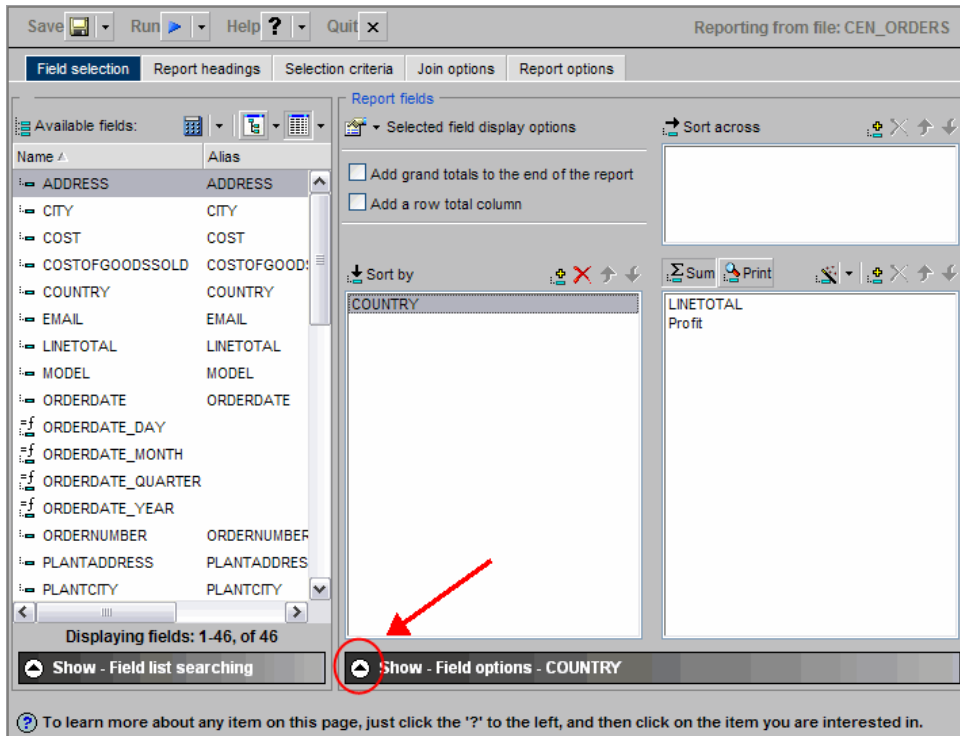 Save Run Help ? Quit x Reporting from file: CEN_ORDERS
Field selection Report headings Selection criteria Join options Report options
Report fields
Available fields:
Selected field display options
Sort across
Name Alias
Add grand totals to the end of the report
Add a row total column
ADDRESS ADDRESS
CITY CITY
COST COST
COSTOFGOODSSOLD COSTOFGOOD
COUNTRY COUNTRY
EMAIL EMAIL
LINETOTAL LINETOTAL
MODEL MODEL
ORDERDATE ORDERDATE
ORDERDATE_DAY
ORDERDATE_MONTH
ORDERDATE_QUARTER
ORDERDATE_YEAR
ORDERNUMBER ORDERNUMBER
PLANTADDRESS PLANTADDRES
PLANTCITY PLANTCITY
Displaying fields: 1-46, of 46
Show - Field list searching
Sort by
COUNTRY
Sum Print
LINETOTAL
Profit
Show - Field options - COUNTRY
? To learn more about any item on this page, just click the '?' to the left, and then click on the item you are interested in.